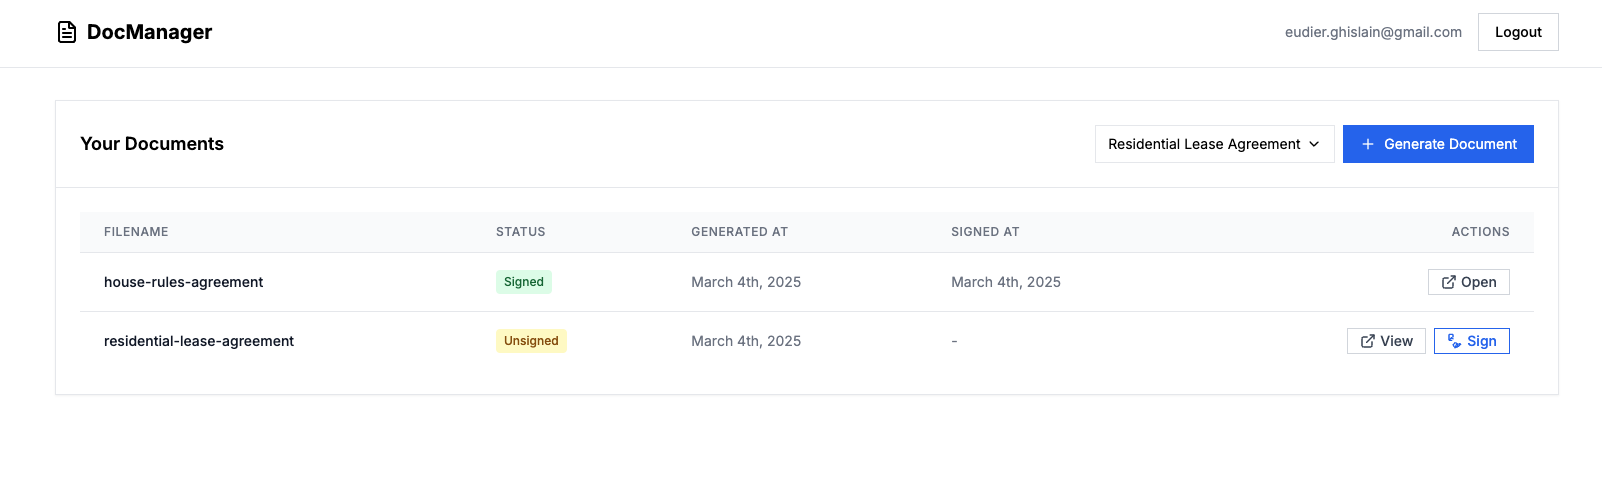 DocManager
eudier.ghislain@gmail.com
Logout
Your Documents
Residential Lease Agreement
+ Generate Document
FILENAME STATUS GENERATED AT SIGNED AT ACTIONS
house-rules-agreement Signed March 4th, 2025 March 4th, 2025 Open
residential-lease-agreement Unsigned March 4th, 2025 - View Sign